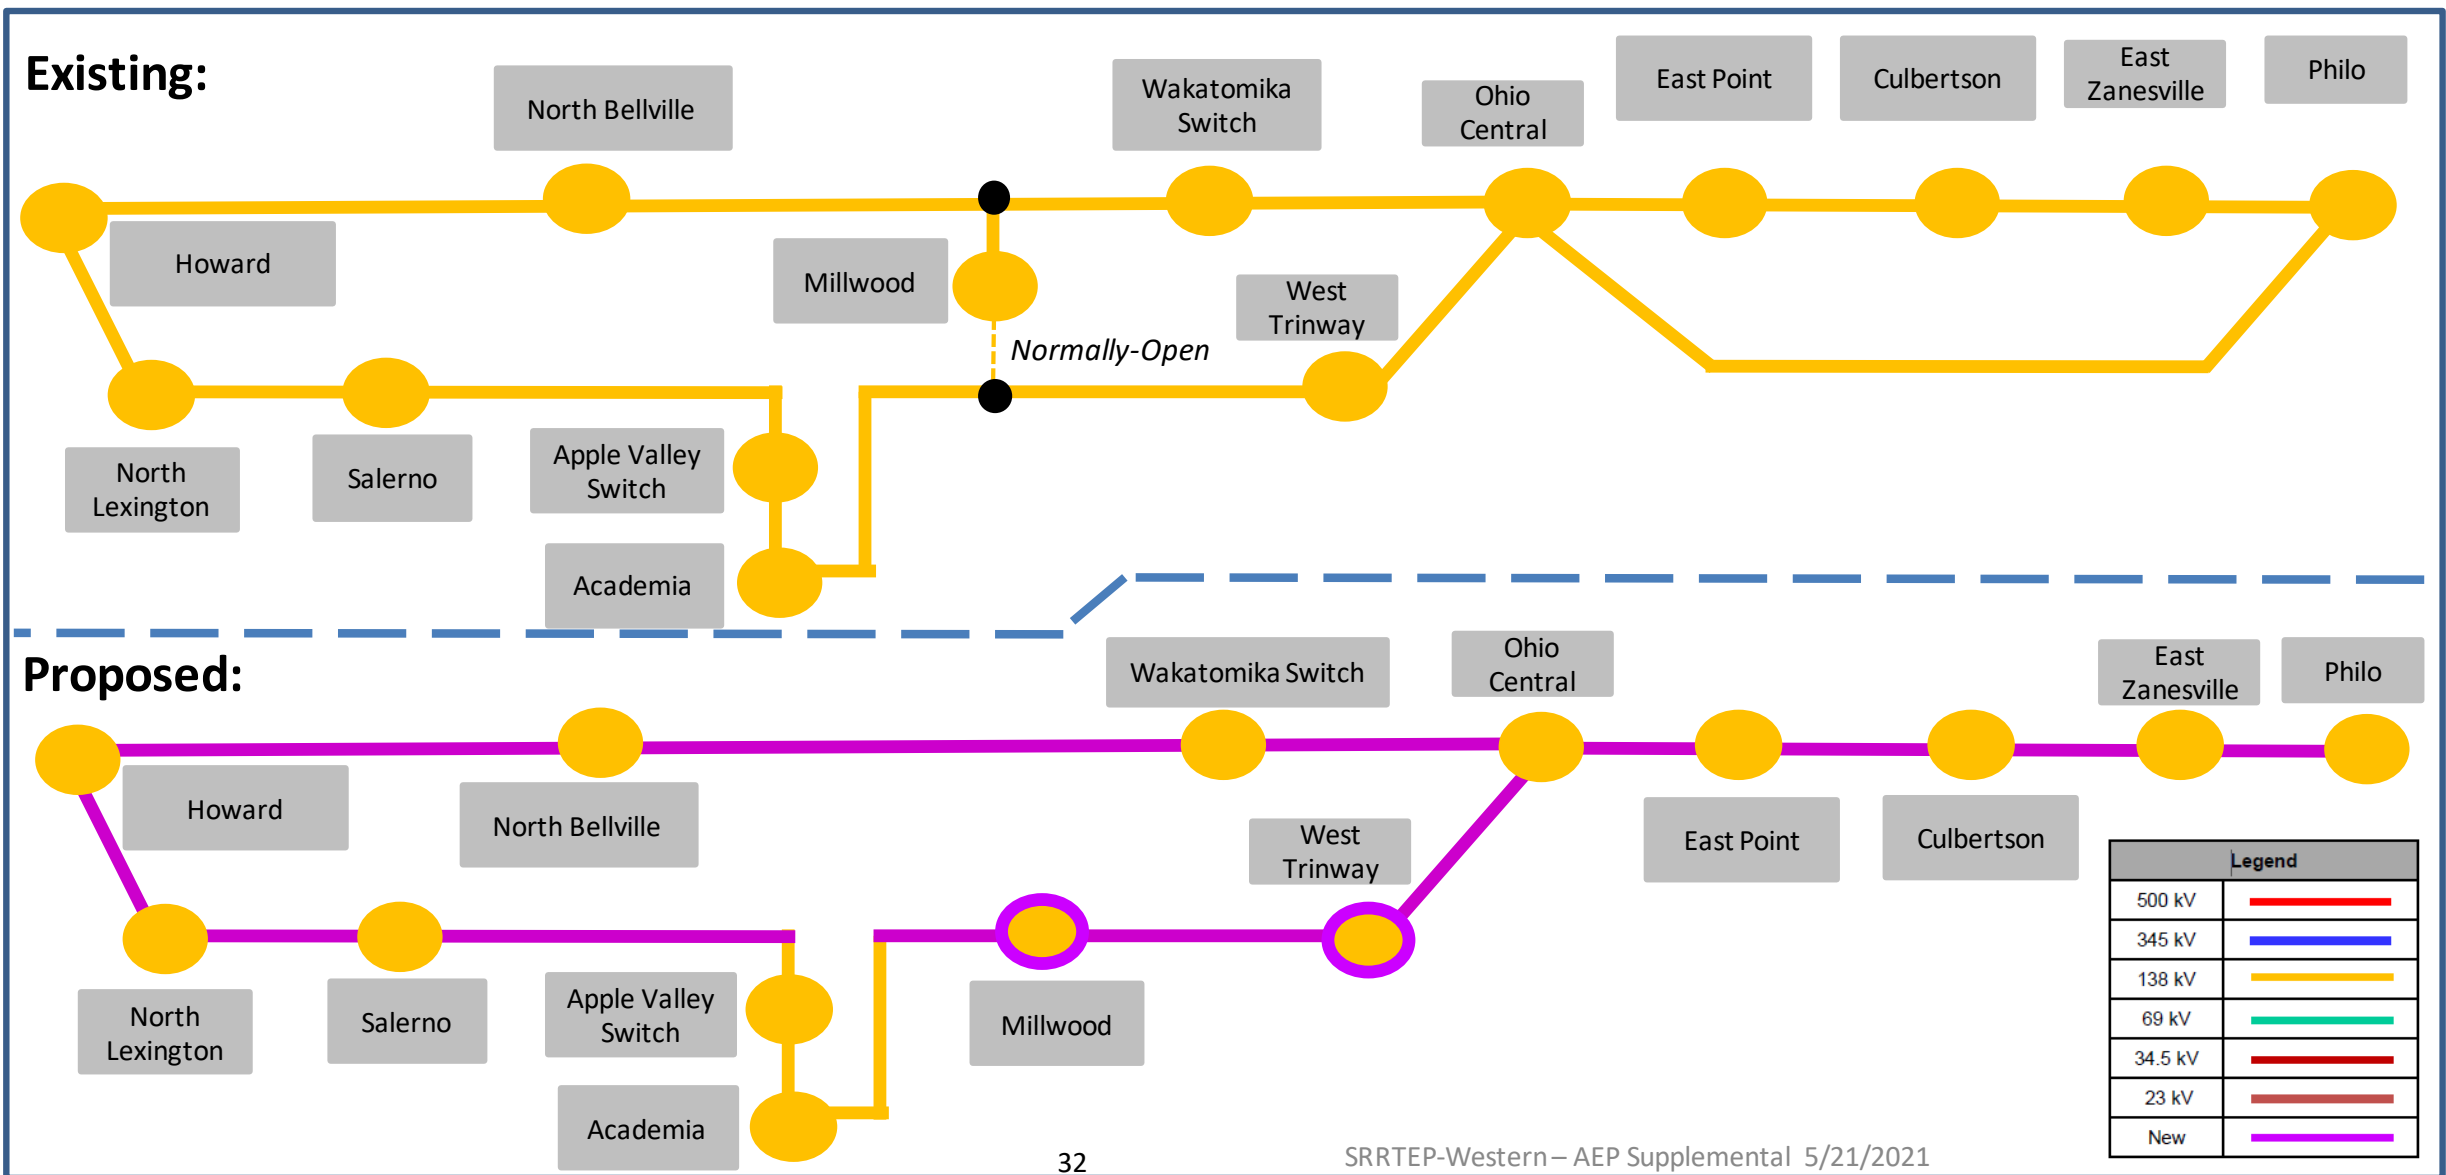 Existing:
North Bellville
Wakatomika
Switch
Ohio
Central
East Point
Culbertson
East
Zanesville
Philo
Howard
Millwood
West
Trinway
Normally-Open
North
Lexington
Salerno
Apple Valley
Switch
Academia
Proposed:
Wakatomika Switch
Ohio
Central
East
Zanesville
Philo
Howard
North Bellville
West
Trinway
East Point
Culbertson
North
Lexington
Salerno
Apple Valley
Switch
Millwood
Academia
Legend
500 kV
345 kV
138 kV
69 kV
34.5 kV
23 kV
New
32
SRRTEP-Western – AEP Supplemental 5/21/2021